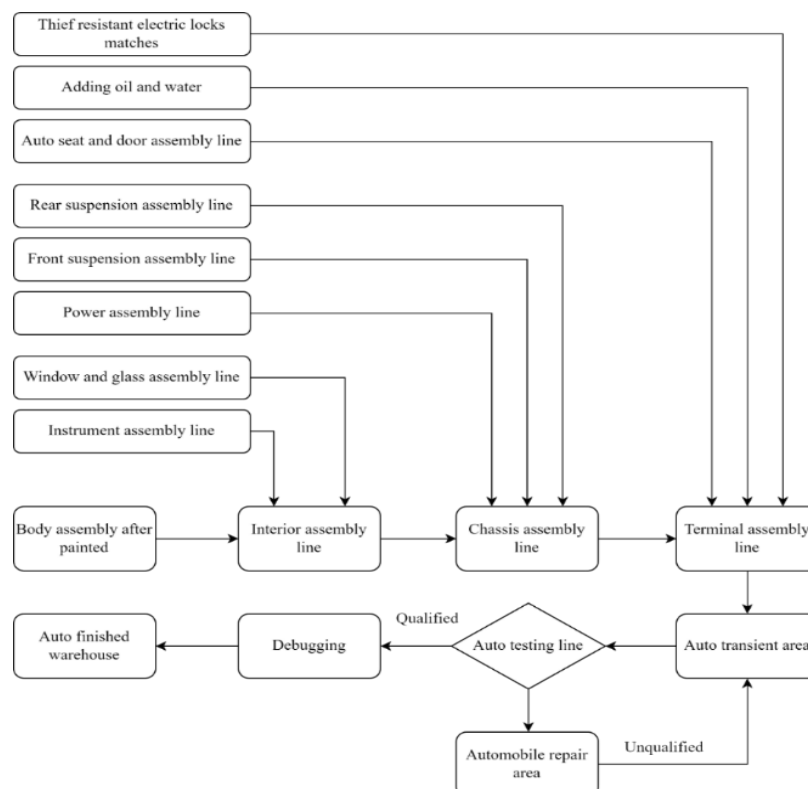 Thief resistant electric locks
matches
Adding oil and water
Auto seat and door assembly line
Rear suspension assembly line
Front suspension assembly line
Power assembly line
Window and glass assembly line
Instrument assembly line
Body assembly after
painted
Interior assembly
line
Chassis assembly
line
Terminal assembly
line
Auto finished
warehouse
Debugging
Qualified
Auto testing line
Auto transient area
Automobile repair
area
Unqualified